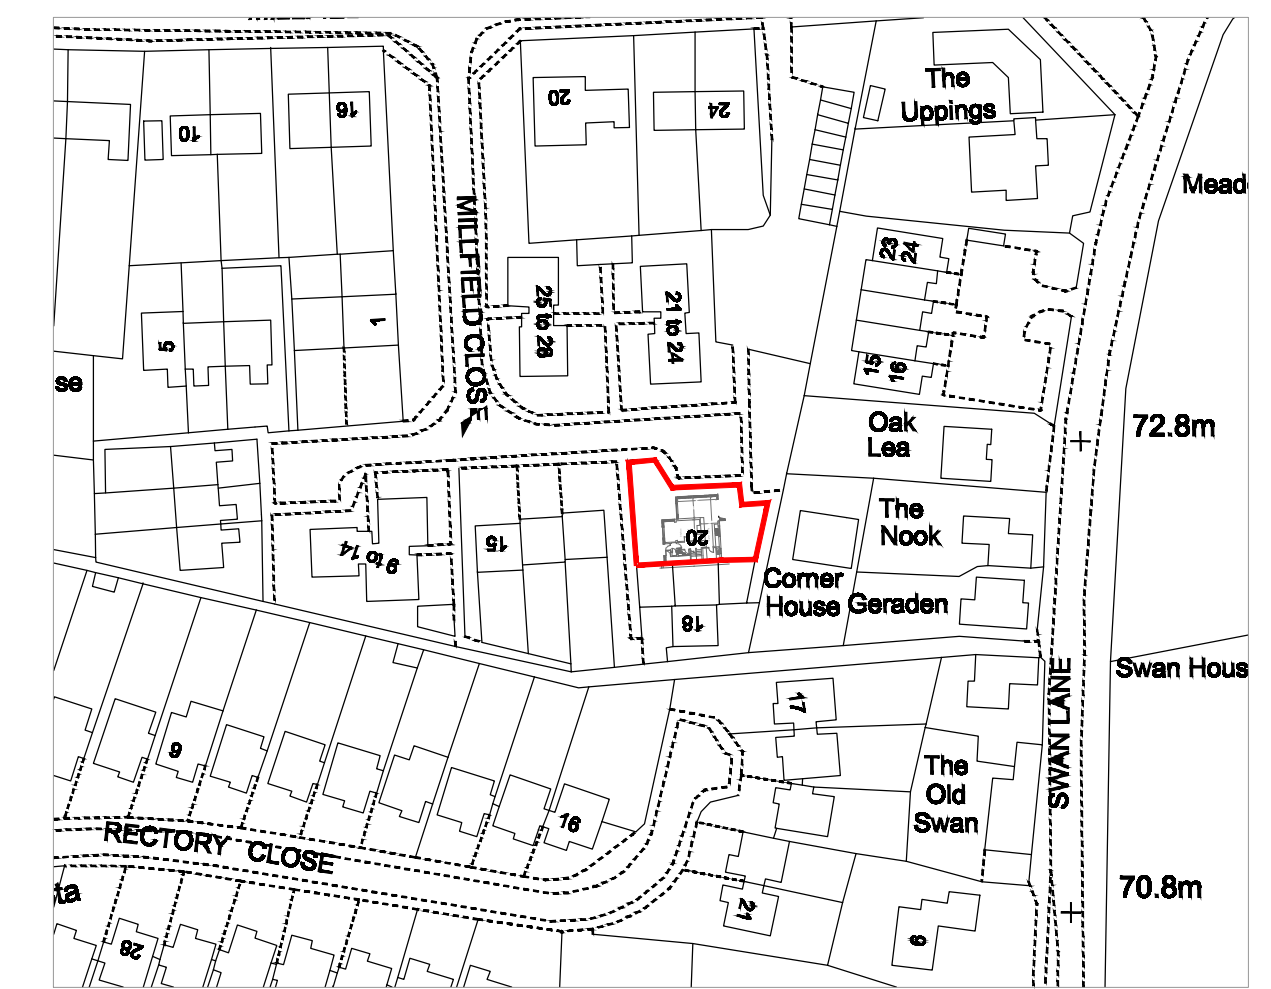 The
Uppings
20
24
16
10
Mead
MILLFIELD CLOSE
23
24
25 to 28
21 to 24
1
5
15
16
se
Oak
Lea
72.8m
The
Nook
20
15
9 to 14
Corner
House
Geraden
18
Swan Hous
SWAN LANE
17
6
The
Old
Swan
16
RECTORY CLOSE
ta
70.8m
21
28
9